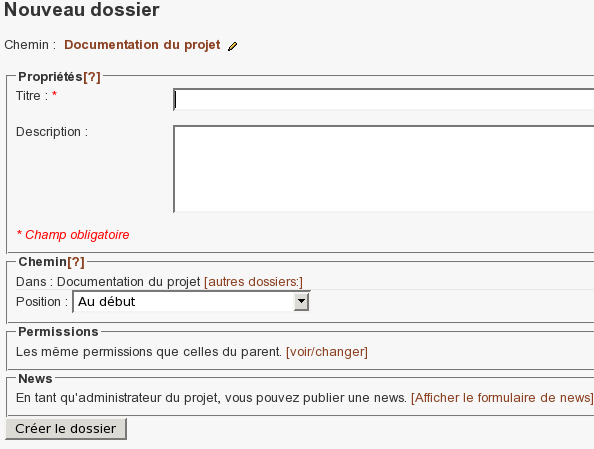 Nouveau dossier
Chemin : Documentation du projet
Propriétés[?]
Titre : *
Description :
* Champ obligatoire
Chemin[?]
Dans : Documentation du projet [autres dossiers:]
Position : Au début
Permissions
Les même permissions que celles du parent. [voir/changer]
News
En tant qu'administrateur du projet, vous pouvez publier une news. [Afficher le formulaire de news]
Créer le dossier